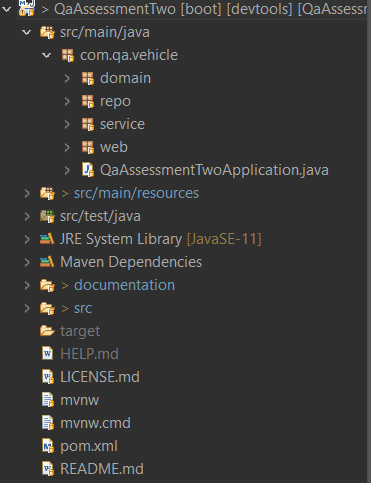 > QaAssessmentTwo [boot] [devtools] [QaAssessm
src/main/java
com.qa.vehicle
> domain
> repo
> service
> web
> QaAssessmentTwoApplication.java
> > src/main/resources
> src/test/java
> JRE System Library [JavaSE-11]
> Maven Dependencies
> > documentation
> > src
target
HELP.md
LICENSE.md
mvnw
mvnw.cmd
pom.xml
README.md